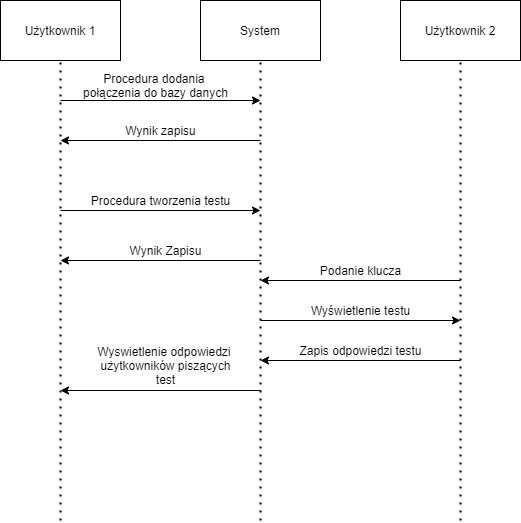 Użytkownik 1
System
Użytkownik 2
Procedura dodania
połączenia do bazy danych
Wynik zapisu
Procedura tworzenia testu
Wynik Zapisu
Podanie klucza
Wyświetlenie testu
Zapis odpowiedzi testu
Wyswietlenie odpowiedzi
użytkowników piszących
test